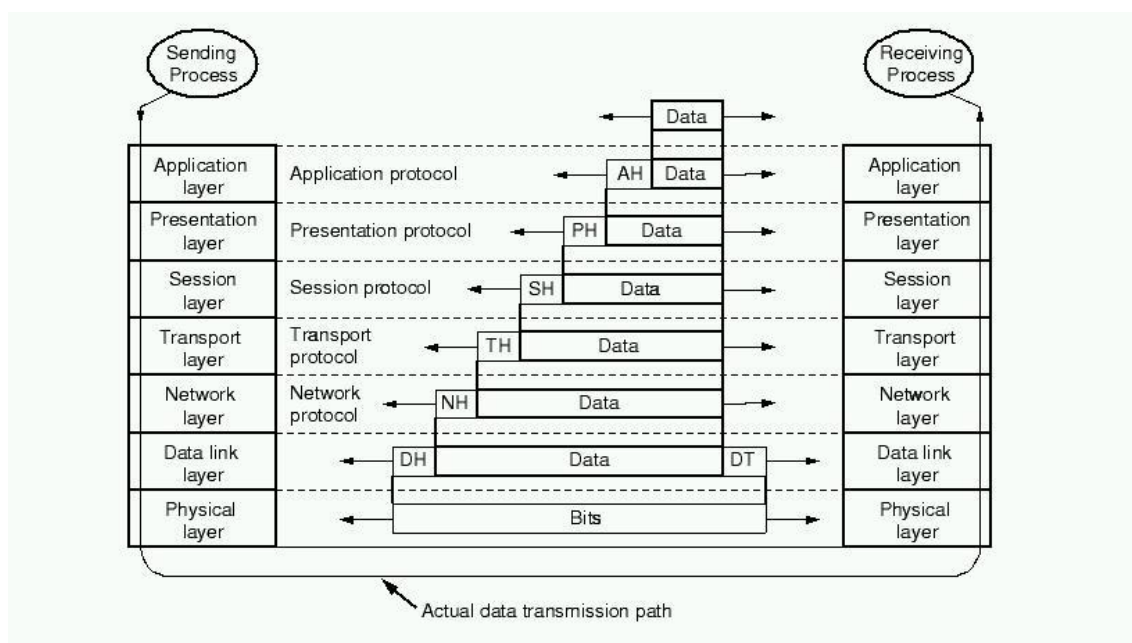 Sending
Process
Receiving
Process
Data
Application
layer
Application protocol
AH
Data
Application
layer
Presentation
layer
Presentation protocol
PH
Data
Presentation
layer
Session
layer
Session protocol
SH
Data
Session
layer
Transport
layer
Transport
protocol
TH
Data
Transport
layer
Network
layer
Network
protocol
NH
Data
Network
layer
Data link
layer
DH
Data
DT
Data link
layer
Physical
layer
Bits
Physical
layer
Actual data transmission path